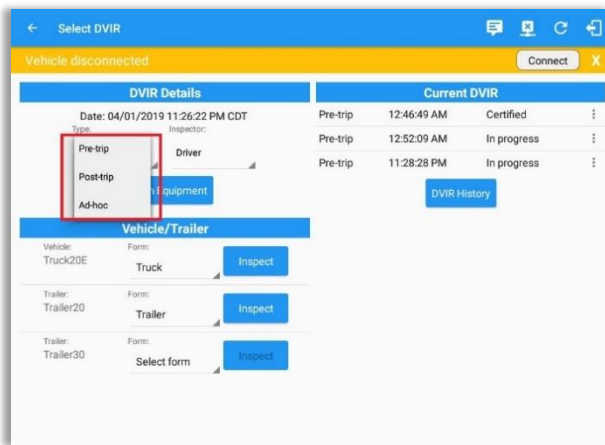 Select DVIR
Vehicle disconnected
Connect X
DVIR Details
Date: 04/01/2019 11:26:22 PM CDT
Type: Inspector:
Pre-trip
Post-trip
Ad-hoc
Driver
Equipment
Vehicle/Trailer
Vehicle: Form:
Truck20E Truck Inspect
Trailer: Form:
Trailer20 Trailer Inspect
Trailer: Form:
Trailer30 Select form Inspect
Current DVIR
Pre-trip 12:46:49 AM Certified
Pre-trip 12:52:09 AM In progress
Pre-trip 11:28:28 PM In progress
DVIR History